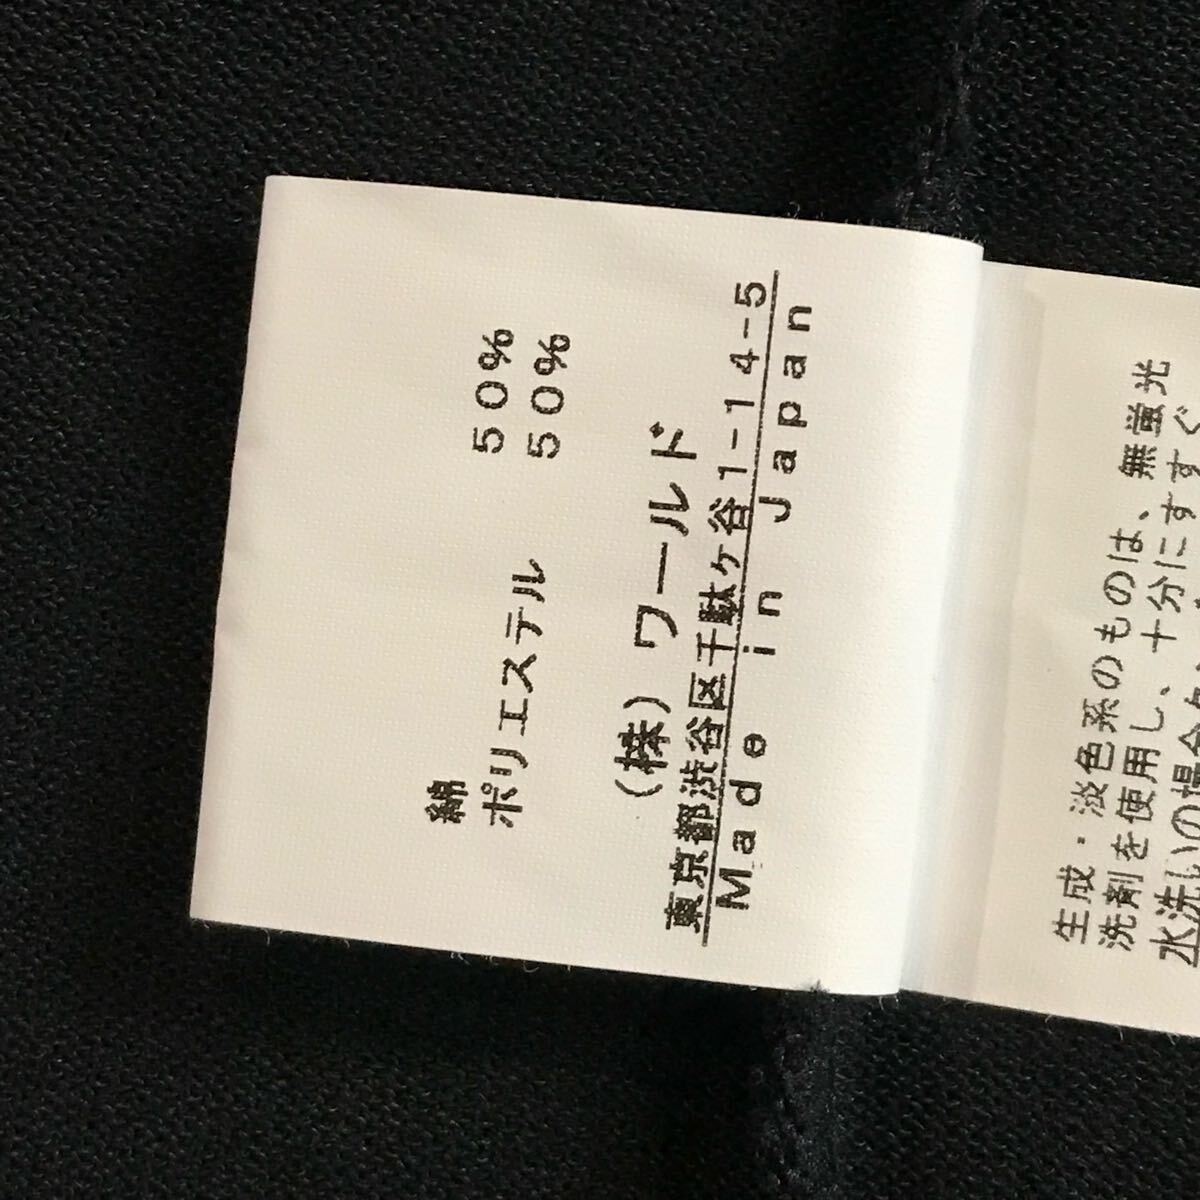 綿 50%
ポリエステル 50%
(株) ワールド
東京都渋谷区千駄ヶ谷1-14-5
Made in Japan
生成・淡色系のものは、無蛍光
洗剤を使用し、十分にすすぐ
水洗いの場合